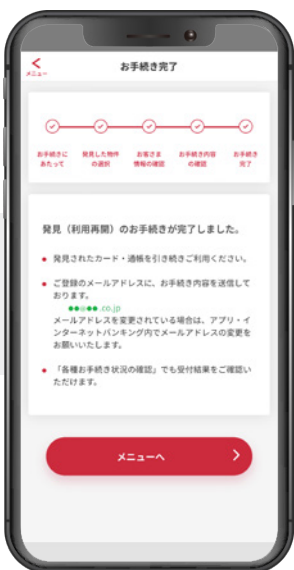 メニュー
お手続き完了
お手続きに
あたって
発見した物件
の選択
お客さま
情報の確認
お手続き内容
の確認
お手続き
完了
発見（利用再開）のお手続きが完了しました。
発見されたカード・通帳を引き続きご利用ください。
ご登録のメールアドレスに、お手続き内容を送信して
おります。
●●@●●.co.jp
メールアドレスを変更されている場合は、アプリ・イ
ンターネットバンキング内でメールアドレスの変更を
お願いいたします。
「各種お手続き状況の確認」でも受付結果をご確認い
ただけます。
メニューへ